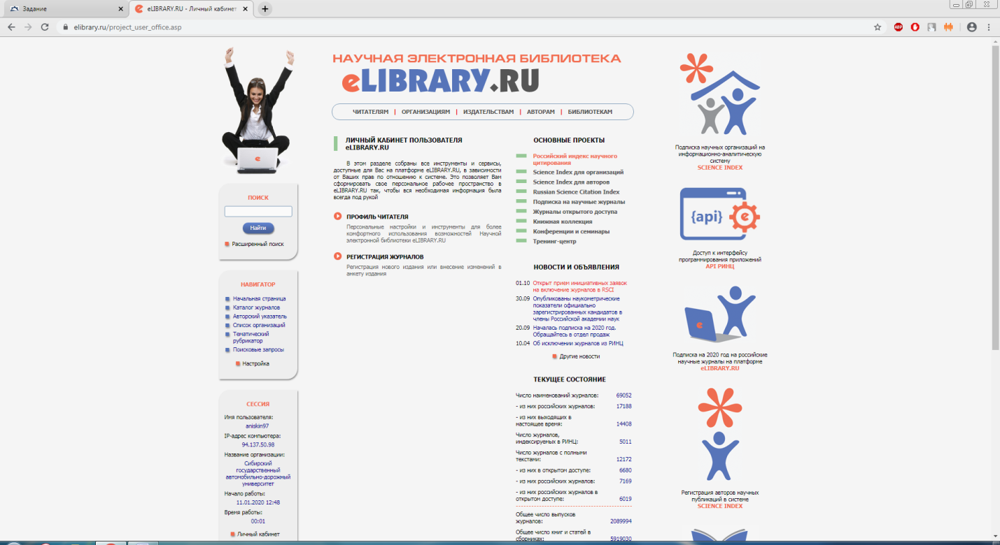 Задание
eLIBRARY.RU - Личный кабинет
elibrary.ru/project_user_office.asp
ABP
НАУЧНАЯ ЭЛЕКТРОННАЯ БИБЛИОТЕКА
eLIBRARY.RU
ЧИТАТЕЛЯМ | ОРГАНИЗАЦИЯМ | ИЗДАТЕЛЬСТВАМ | АВТОРАМ | БИБЛИОТЕКАМ
ПОИСК
Найти
Расширенный поиск
НАВИГАТОР
Начальная страница
Каталог журналов
Авторский указатель
Список организаций
Тематический
рубрикатор
Поисковые запросы
Настройка
СЕССИЯ
Имя пользователя:
aniskin97
IP-адрес компьютера:
94.137.50.98
Название организации:
Сибирский
государственный
автомобильно-дорожный
университет
Начало работы:
11.01.2020 12:48
Время работы:
00:01
Личный кабинет
ЛИЧНЫЙ КАБИНЕТ ПОЛЬЗОВАТЕЛЯ
eLIBRARY.RU
В этом разделе собраны все инструменты и сервисы,
доступные для Вас на платформе eLIBRARY.RU, в зависимости
от Ваших прав по отношению к системе. Это позволяет Вам
сформировать свое персональное рабочее пространство в
eLIBRARY.RU так, чтобы вся необходимая информация была
всегда под рукой
ПРОФИЛЬ ЧИТАТЕЛЯ
Персональные настройки и инструменты для более
комфортного использования возможностей Научной
электронной библиотеки eLIBRARY.RU
РЕГИСТРАЦИЯ ЖУРНАЛОВ
Регистрация нового издания или внесение изменений в
анкету издания
ОСНОВНЫЕ ПРОЕКТЫ
Российский индекс научного
цитирования
Science Index для организаций
Science Index для авторов
Russian Science Citation Index
Подписка на научные журналы
Журналы открытого доступа
Книжная коллекция
Конференции и семинары
Тренинг-центр
НОВОСТИ И ОБЪЯВЛЕНИЯ
01.10 Открыт прием инициативных заявок
на включение журналов в RSCI
30.09 Опубликованы наукометрические
показатели официально
зарегистрированных кандидатов в
члены Российской академии наук
20.09 Началась подписка на 2020 год.
Обращайтесь в отдел продаж
10.04 Об исключении журналов из РИНЦ
Другие новости
ТЕКУЩЕЕ СОСТОЯНИЕ
Число наименований журналов: 69052
- из них российских журналов: 17188
- из них выходящих в
настоящее время: 14408
Число журналов,
индексируемых в РИНЦ: 5011
Число журналов с полными
текстами: 12172
- из них в открытом доступе: 6680
- из них российских журналов: 7169
- из них российских журналов в
открытом доступе: 6019
Общее число выпусков
журналов: 2089994
Общее число книг и статей в
сборниках: 5919030
Подписка научных организаций на
информационно-аналитическую
систему
SCIENCE INDEX
{api} e
Доступ к интерфейсу
программирования приложений
API РИНЦ
Подписка на 2020 год на российские
научные журналы на платформе
eLIBRARY.RU
Регистрация авторов научных
публикаций в системе
SCIENCE INDEX